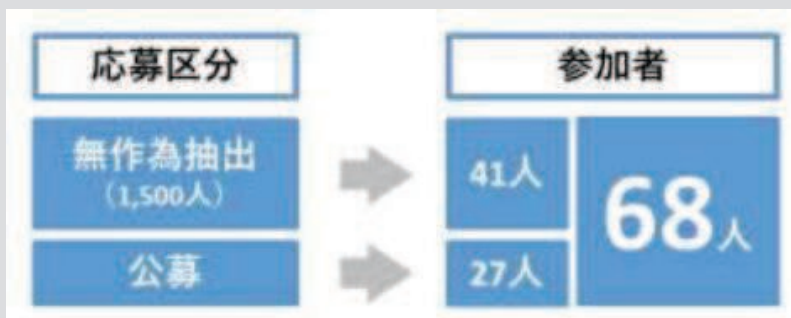 応募区分
参加者
無作為抽出
（1,500人）
41人
68人
公募
27人